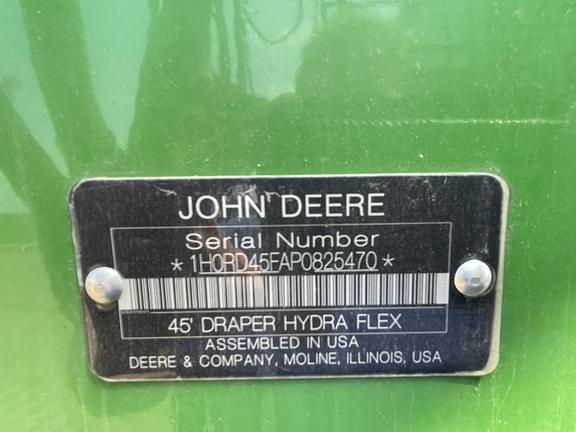 JOHN DEERE
Serial Number
*1H0RD45FAP0825470*
45' DRAPER HYDRA FLEX
ASSEMBLED IN USA
DEERE & COMPANY, MOLINE, ILLINOIS, USA